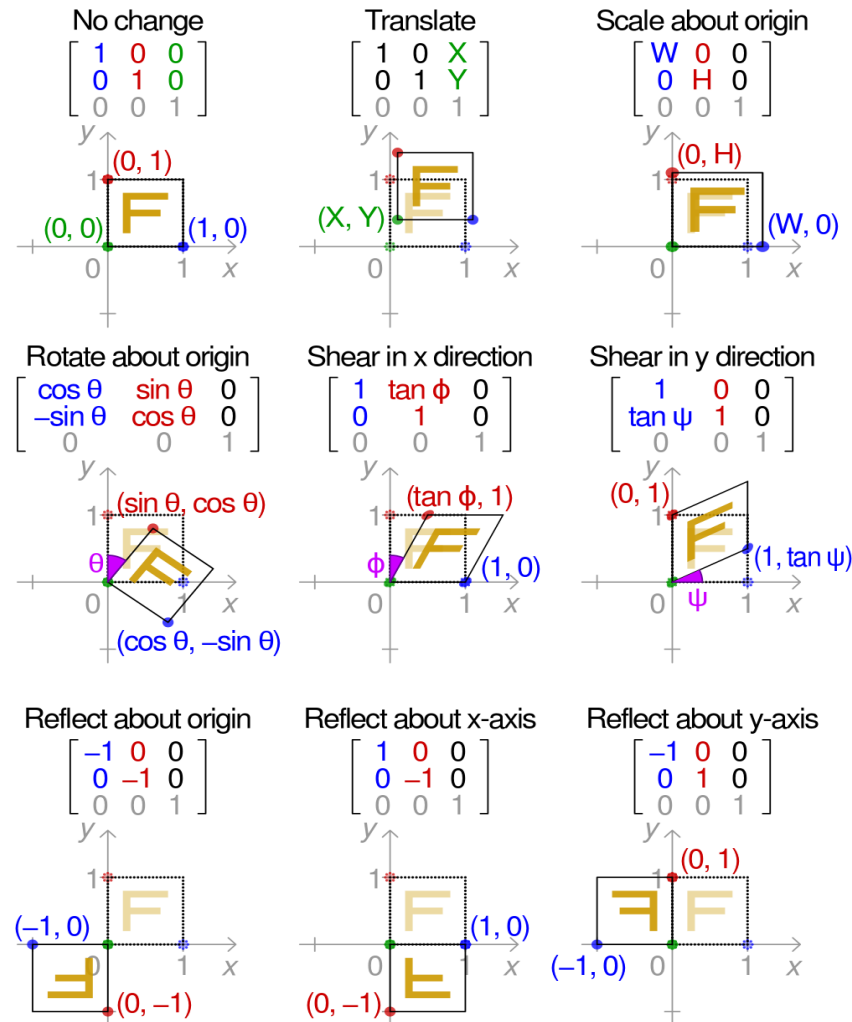 No change Translate Scale about origin
1 0 0 1 0 X W 0 0
0 1 0 0 1 Y 0 H 0
0 0 1 0 0 1 0 0 1
y y y
(0, 1) (0, H)
1 1 1
(0, 0) (1, 0) (X, Y) (W, 0)
0 1 x 0 1 x 0 1 x
Rotate about origin Shear in x direction Shear in y direction
cos θ sin θ 0 1 tan ϕ 0 1 0 0
−sin θ cos θ 0 0 1 0 tan ψ 1 0
0 0 1 0 0 1 0 0 1
y y y
(sin θ, cos θ) (tan ϕ, 1) (0, 1)
1 1 1
θ ϕ (1, 0) (1, tan ψ)
0 1 x 0 1 x 0 ψ 1 x
(cos θ, −sin θ)
Reflect about origin Reflect about x-axis Reflect about y-axis
−1 0 0 1 0 0 −1 0 0
0 −1 0 0 −1 0 0 1 0
0 0 1 0 0 1 0 0 1
y y y
(0, 1)
1 1 1
(−1, 0) (1, 0)
0 1 x 0 1 x (−1, 0) 0 1 x
(0, −1) (0, −1)